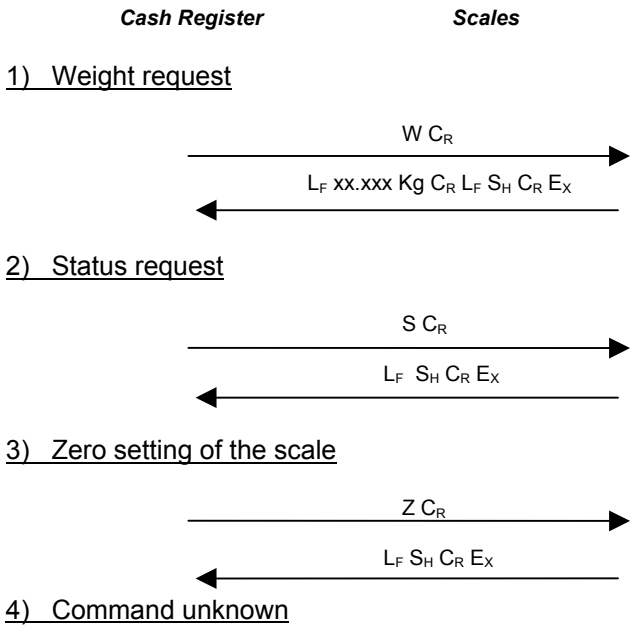 Cash Register Scales
1) Weight request
W CR
LF xx.xxx Kg CR LF SH CR EX
2) Status request
S CR
LF SH CR EX
3) Zero setting of the scale
Z CR
LF SH CR EX
4) Command unknown